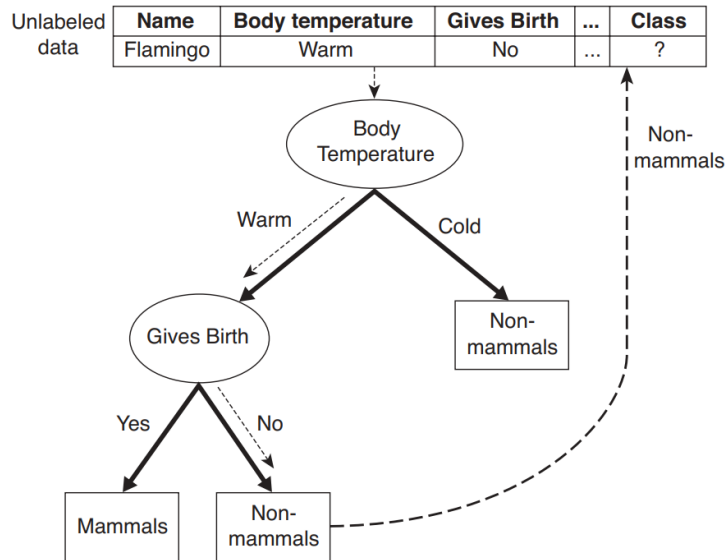 Unlabeled
data
Name Body temperature Gives Birth ... Class
Flamingo Warm No ... ?
Body
Temperature
Non-
mammals
Warm
Cold
Gives Birth
Non-
mammals
Yes
No
Mammals
Non-
mammals